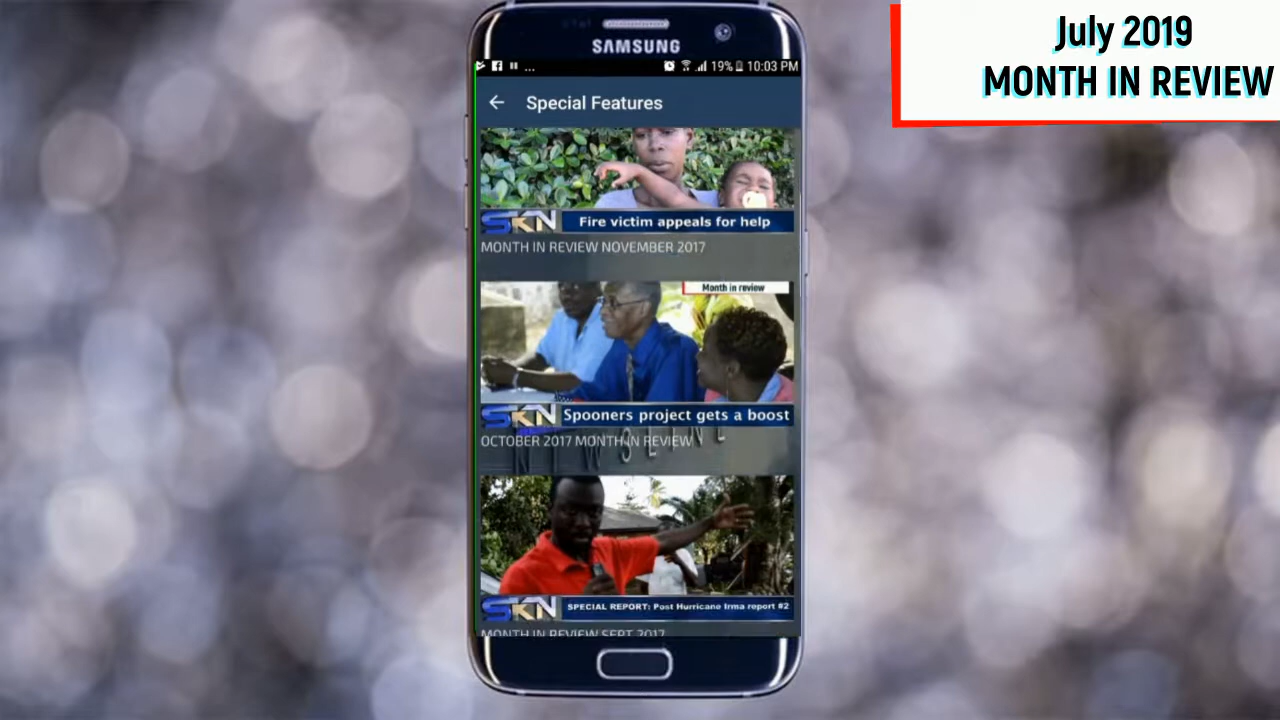 July 2019
MONTH IN REVIEW
SAMSUNG
... 19% 10:03 PM
Special Features
SKN Fire victim appeals for help
MONTH IN REVIEW NOVEMBER 2017
Month in review
SKN Spooners project gets a boost
OCTOBER 2017 MONTH IN REVIEW
SKN SPECIAL REPORT: Post Hurricane Irma report #2
MONTH IN REVIEW SEPT 2017